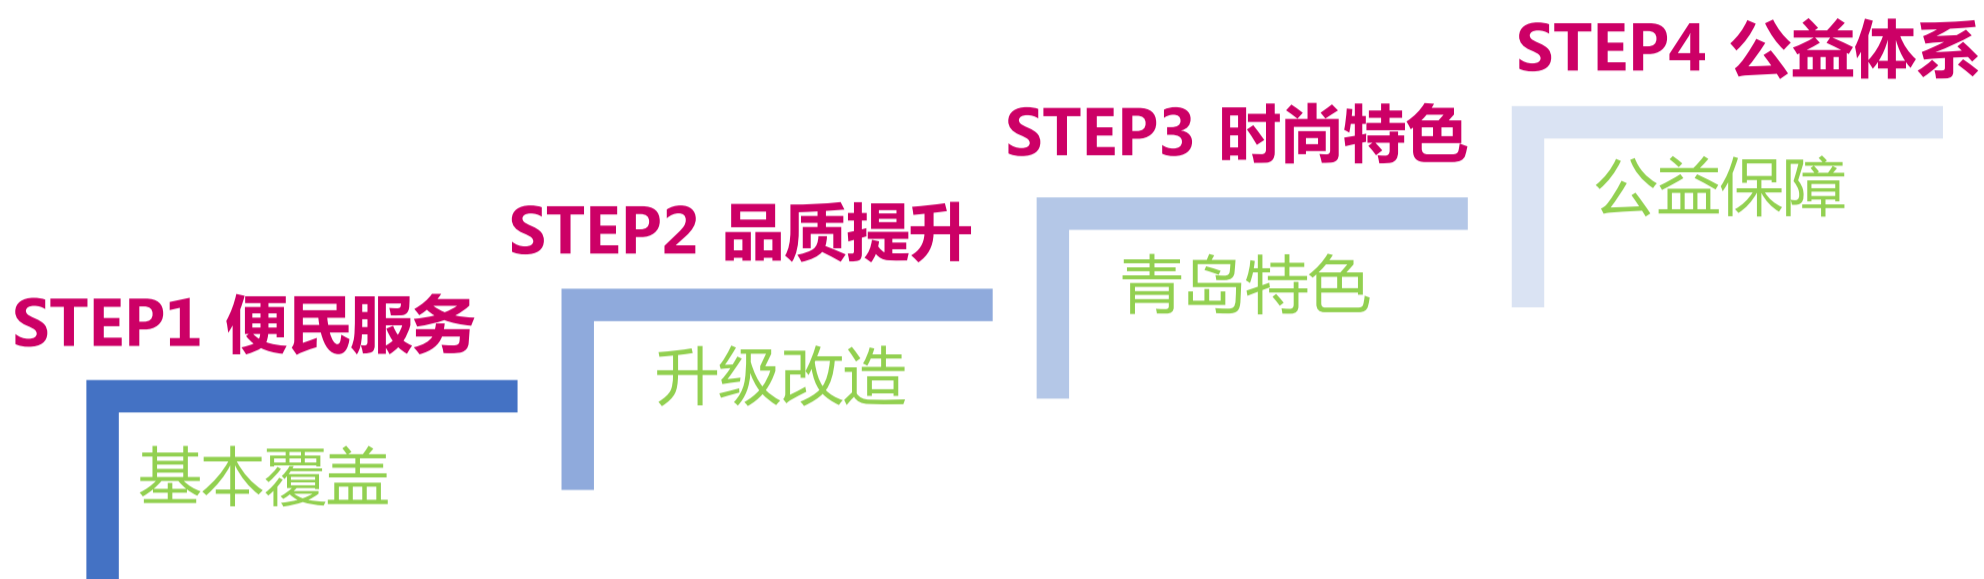 STEP1 便民服务
基本覆盖
STEP2 品质提升
升级改造
STEP3 时尚特色
青岛特色
STEP4 公益体系
公益保障